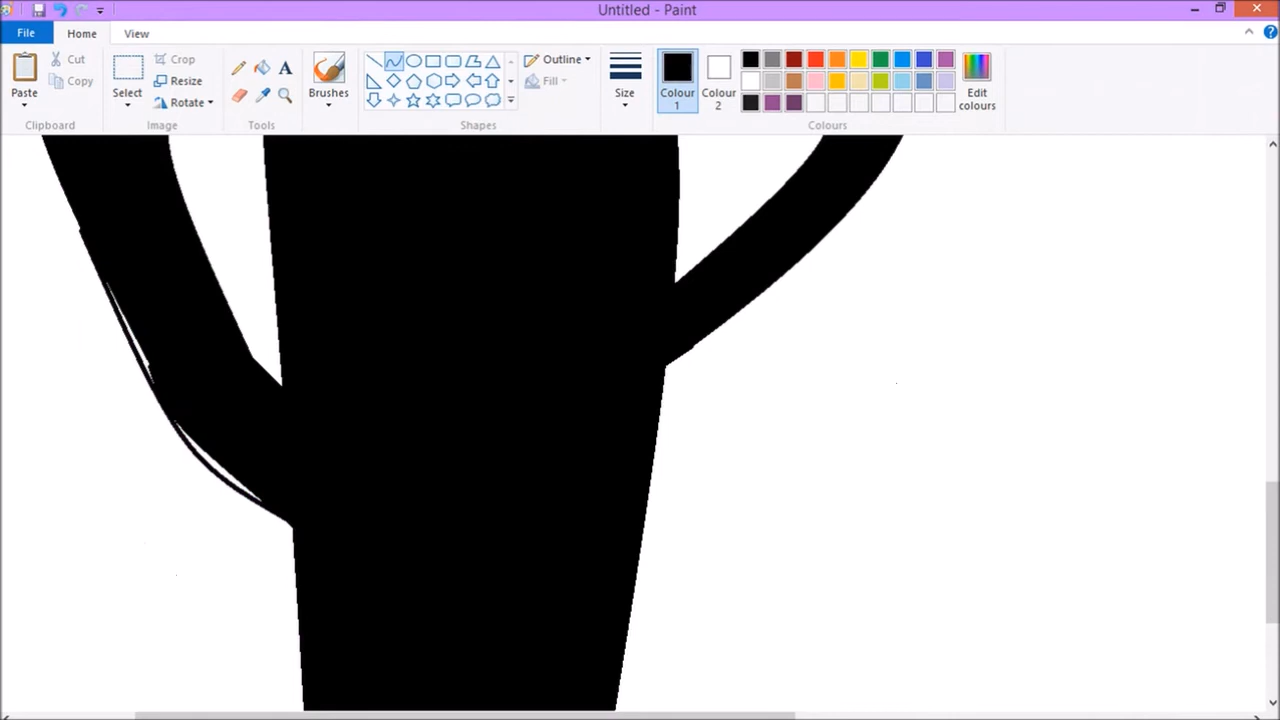 Untitled - Paint
File Home View
Paste
Cut
Copy
Clipboard
Select
Crop
Resize
Rotate
Image
A
Tools
Brushes
Shapes
Outline
Fill
Size
Colour 1
Colour 2
Edit colours
Colours